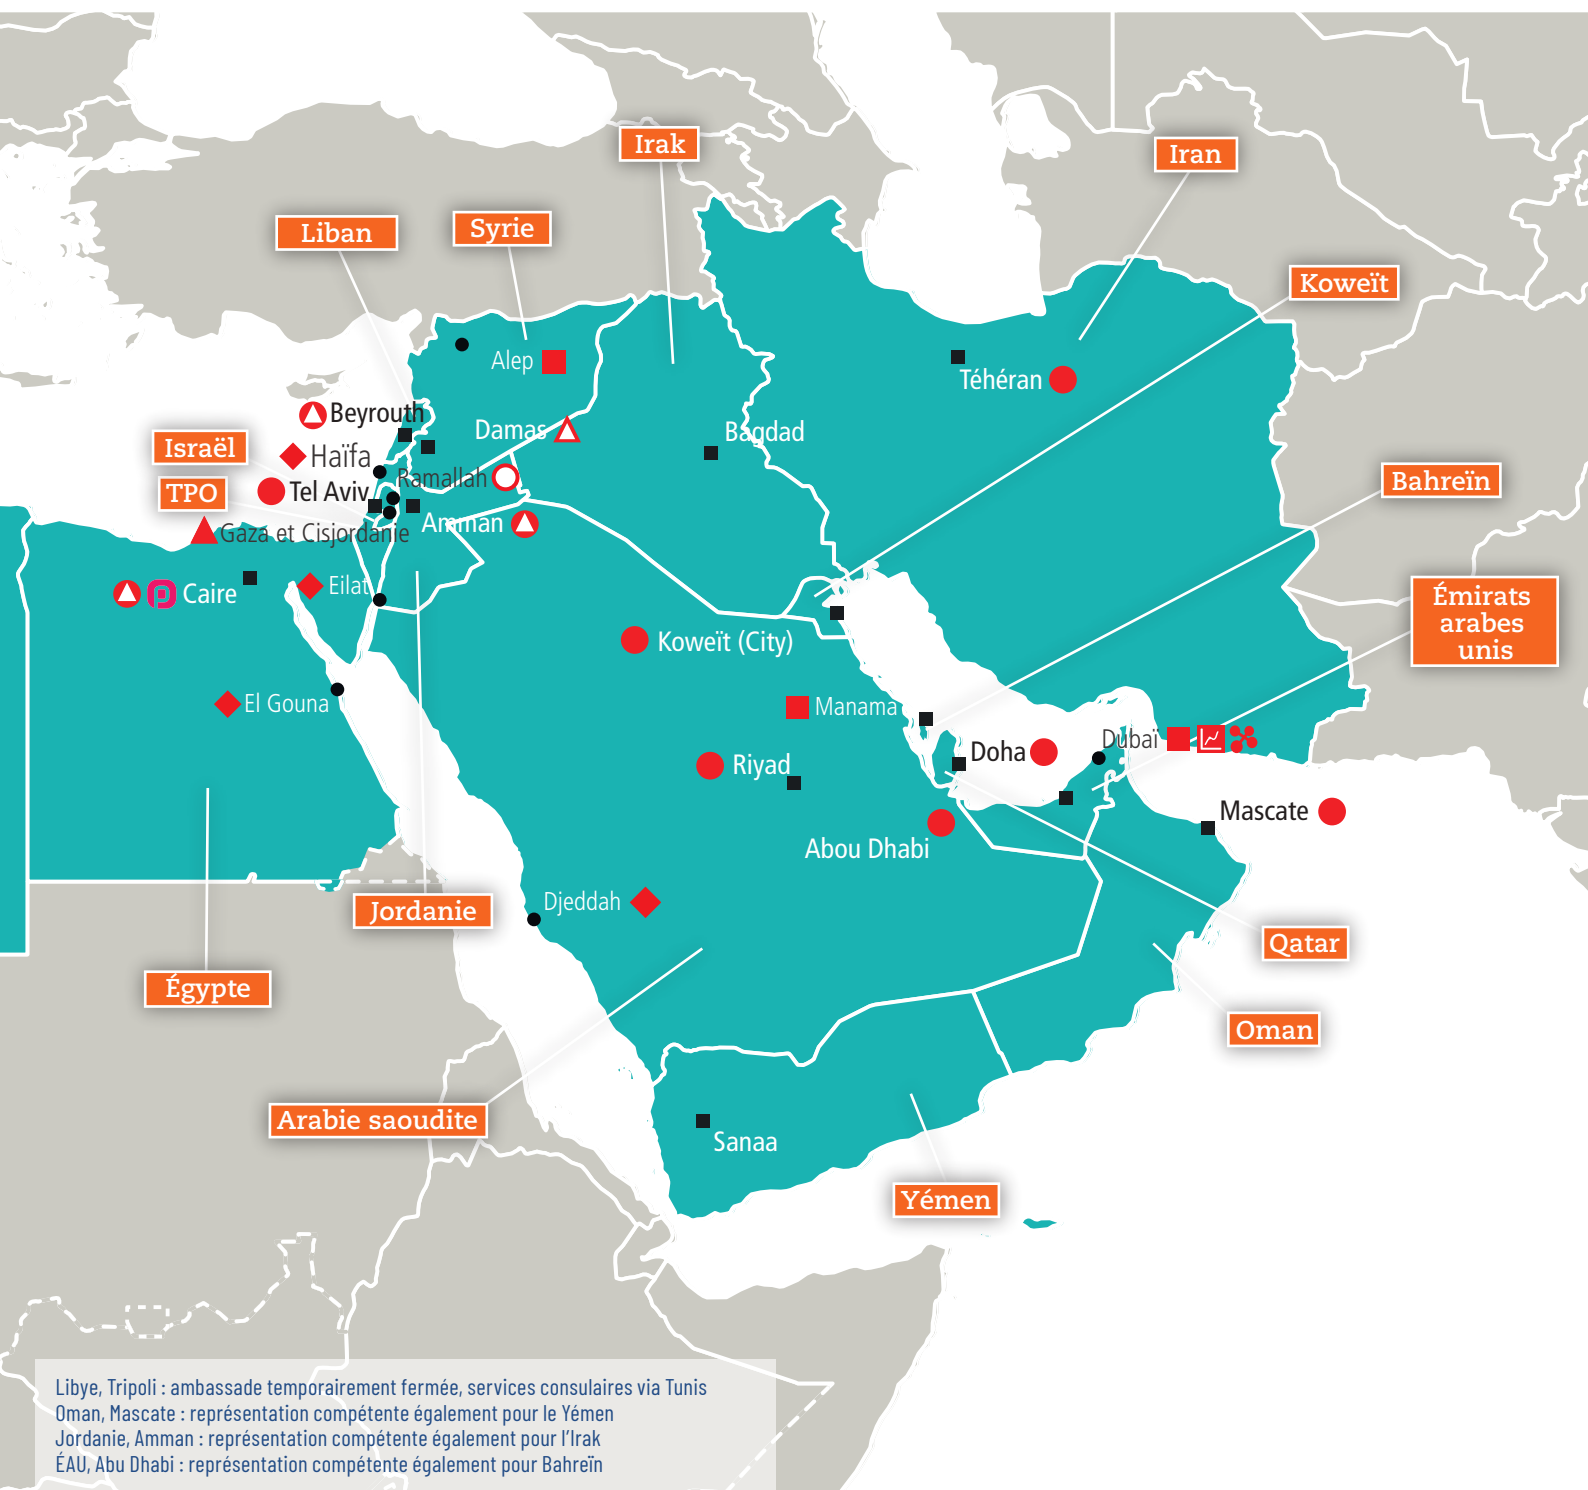 Irak
Iran
Liban
Syrie
Koweït
Alep
Téhéran
Beyrouth
Damas
Bagdad
Israël
Haïfa
Bahreïn
TPO
Tel Aviv
Ramallah
Gaza et Cisjordanie
Amman
Caire
Eilat
Émirats
arabes
unis
Koweït (City)
El Gouna
Manama
Doha
Dubaï
Riyad
Mascate
Abou Dhabi
Jordanie
Djeddah
Qatar
Égypte
Oman
Arabie saoudite
Sanaa
Yémen
Libye, Tripoli : ambassade temporairement fermée, services consulaires via Tunis
Oman, Mascate : représentation compétente également pour le Yémen
Jordanie, Amman : représentation compétente également pour l'Irak
ÉAU, Abu Dhabi : représentation compétente également pour Bahreïn